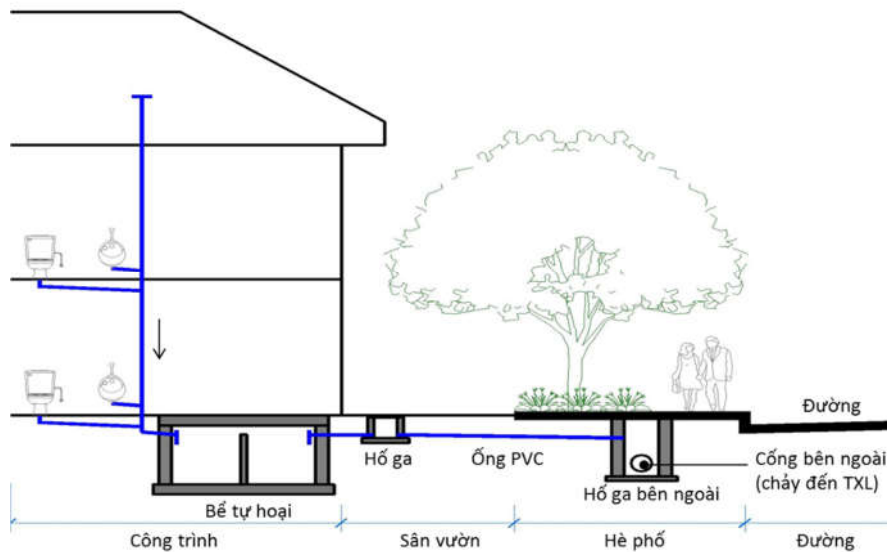 Đường
Hố ga
Ống PVC
Cống bên ngoài
(chảy đến TXL)
Hố ga bên ngoài
Bể tự hoại
Công trình
Sân vườn
Hè phố
Đường